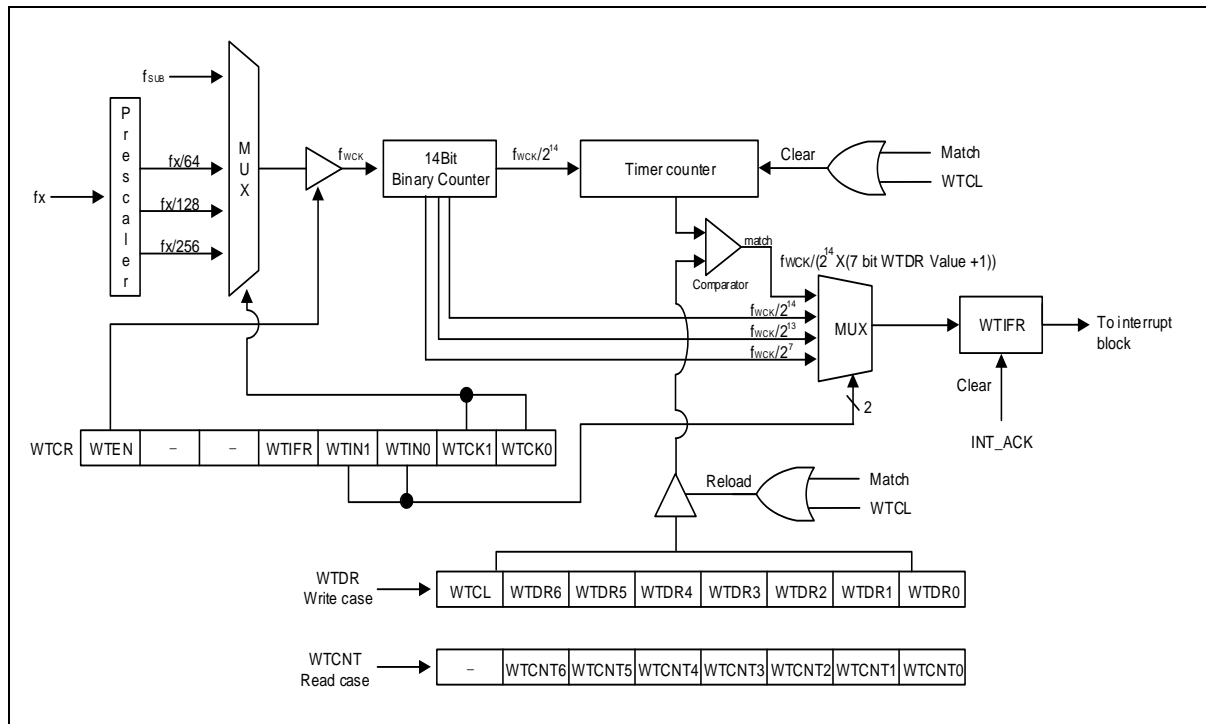 fSUB
Prescaler
MUX
fx
fx/64
fx/128
fx/256
fWCK
14Bit
Binary Counter
fWCK/2^14
Timer counter
Clear
Match
WTCL
match
Comparator
fWCK/(2^14 X(7 bit WTDR Value +1))
fWCK/2^14
fWCK/2^13
fWCK/2^7
MUX
2
WTIFR
To interrupt
block
Clear
INT_ACK
WTCR WTEN – – WTIFR WTIN1 WTIN0 WTCK1 WTCK0
Reload
Match
WTCL
WTDR
Write case
WTCL WTDR6 WTDR5 WTDR4 WTDR3 WTDR2 WTDR1 WTDR0
WTCNT
Read case
– WTCNT6 WTCNT5 WTCNT4 WTCNT3 WTCNT2 WTCNT1 WTCNT0